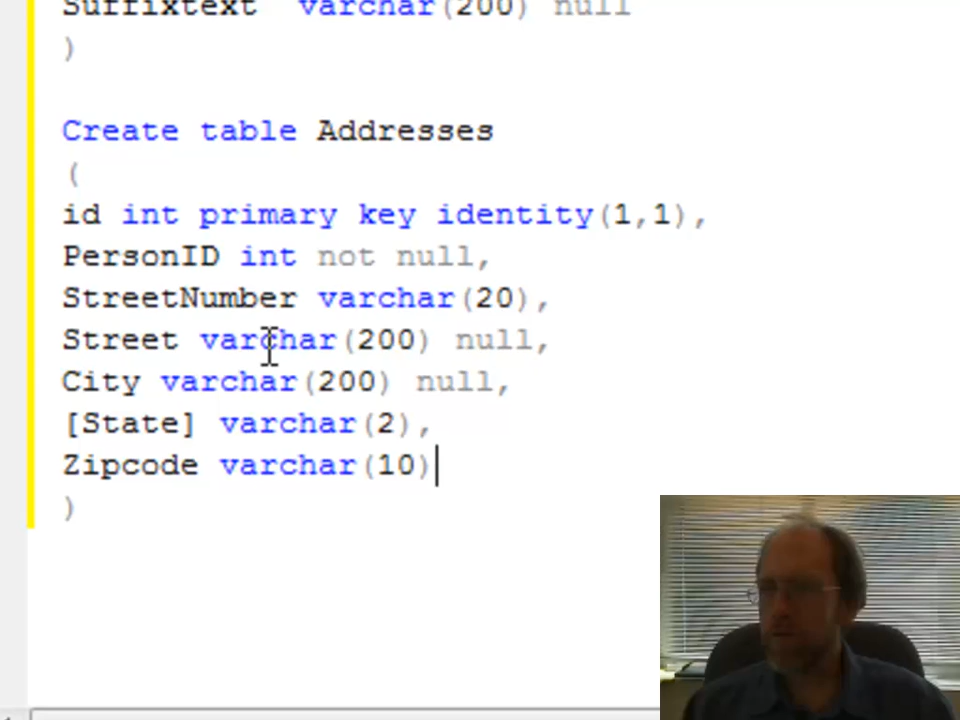 Suffixtext varchar(200) null
)
Create table Addresses
(
id int primary key identity(1,1),
PersonID int not null,
StreetNumber varchar(20),
Street varchar(200) null,
City varchar(200) null,
[State] varchar(2),
Zipcode varchar(10)
)